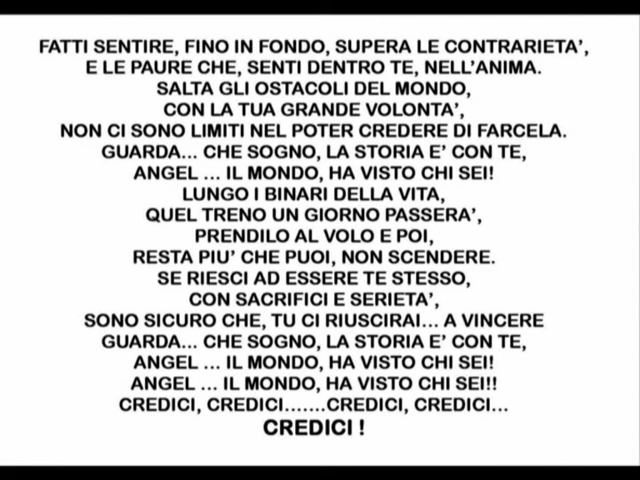 FATTI SENTIRE, FINO IN FONDO, SUPERA LE CONTRARIETA’,
E LE PAURE CHE, SENTI DENTRO TE, NELL’ANIMA.
SALTA GLI OSTACOLI DEL MONDO,
CON LA TUA GRANDE VOLONTA’,
NON CI SONO LIMITI NEL POTER CREDERE DI FARCELA.
GUARDA... CHE SOGNO, LA STORIA E’ CON TE,
ANGEL ... IL MONDO, HA VISTO CHI SEI!
LUNGO I BINARI DELLA VITA,
QUEL TRENO UN GIORNO PASSERA’,
PRENDILO AL VOLO E POI,
RESTA PIU’ CHE PUOI, NON SCENDERE.
SE RIESCI AD ESSERE TE STESSO,
CON SACRIFICI E SERIETA’,
SONO SICURO CHE, TU CI RIUSCIRAI... A VINCERE
GUARDA... CHE SOGNO, LA STORIA E’ CON TE,
ANGEL ... IL MONDO, HA VISTO CHI SEI!
ANGEL ... IL MONDO, HA VISTO CHI SEI!!
CREDICI, CREDICI.......CREDICI, CREDICI...
CREDICI !